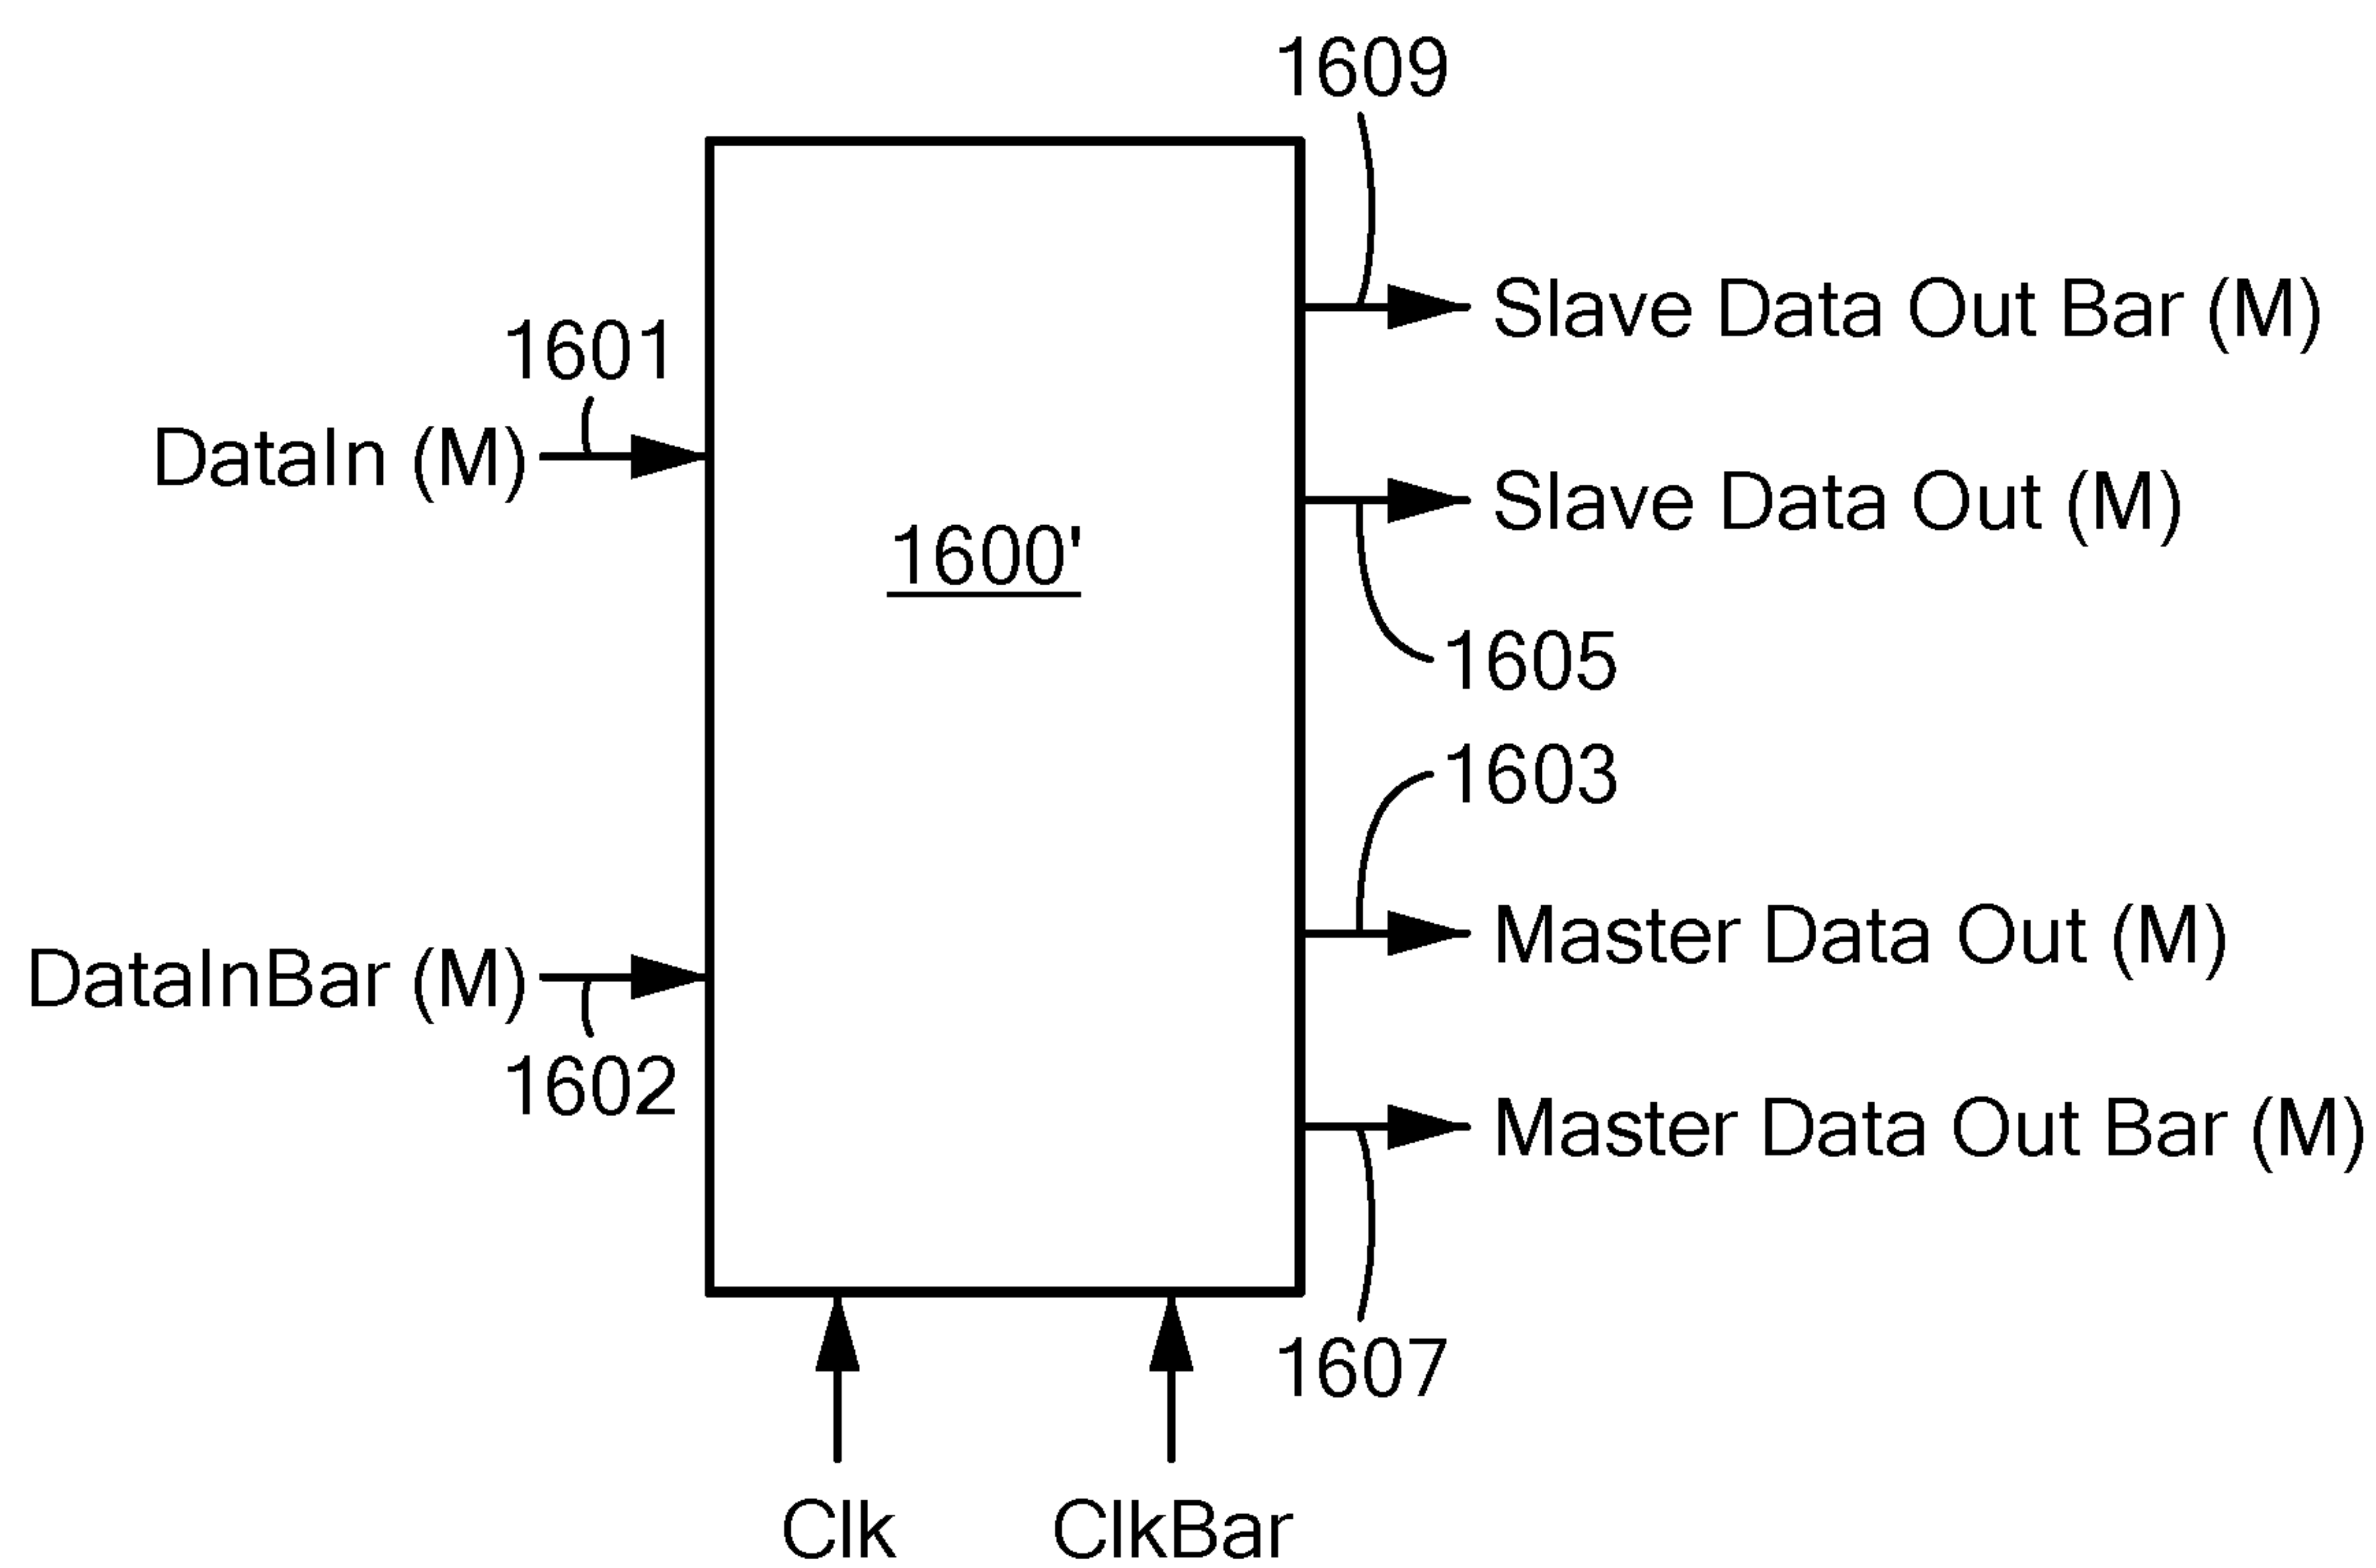 1609
Slave Data Out Bar (M)
1601
DataIn (M)
Slave Data Out (M)
1600'
1605
1603
Master Data Out (M)
DataInBar (M)
1602
Master Data Out Bar (M)
1607
Clk
ClkBar